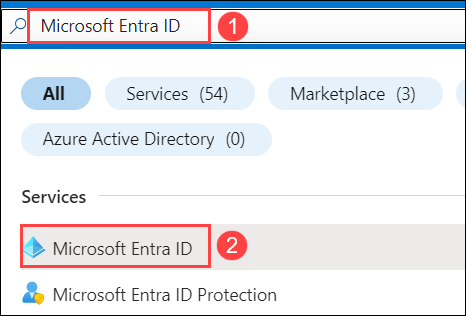 Microsoft Entra ID 1
All Services (54) Marketplace (3)
Azure Active Directory (0)
Services
Microsoft Entra ID 2
Microsoft Entra ID Protection